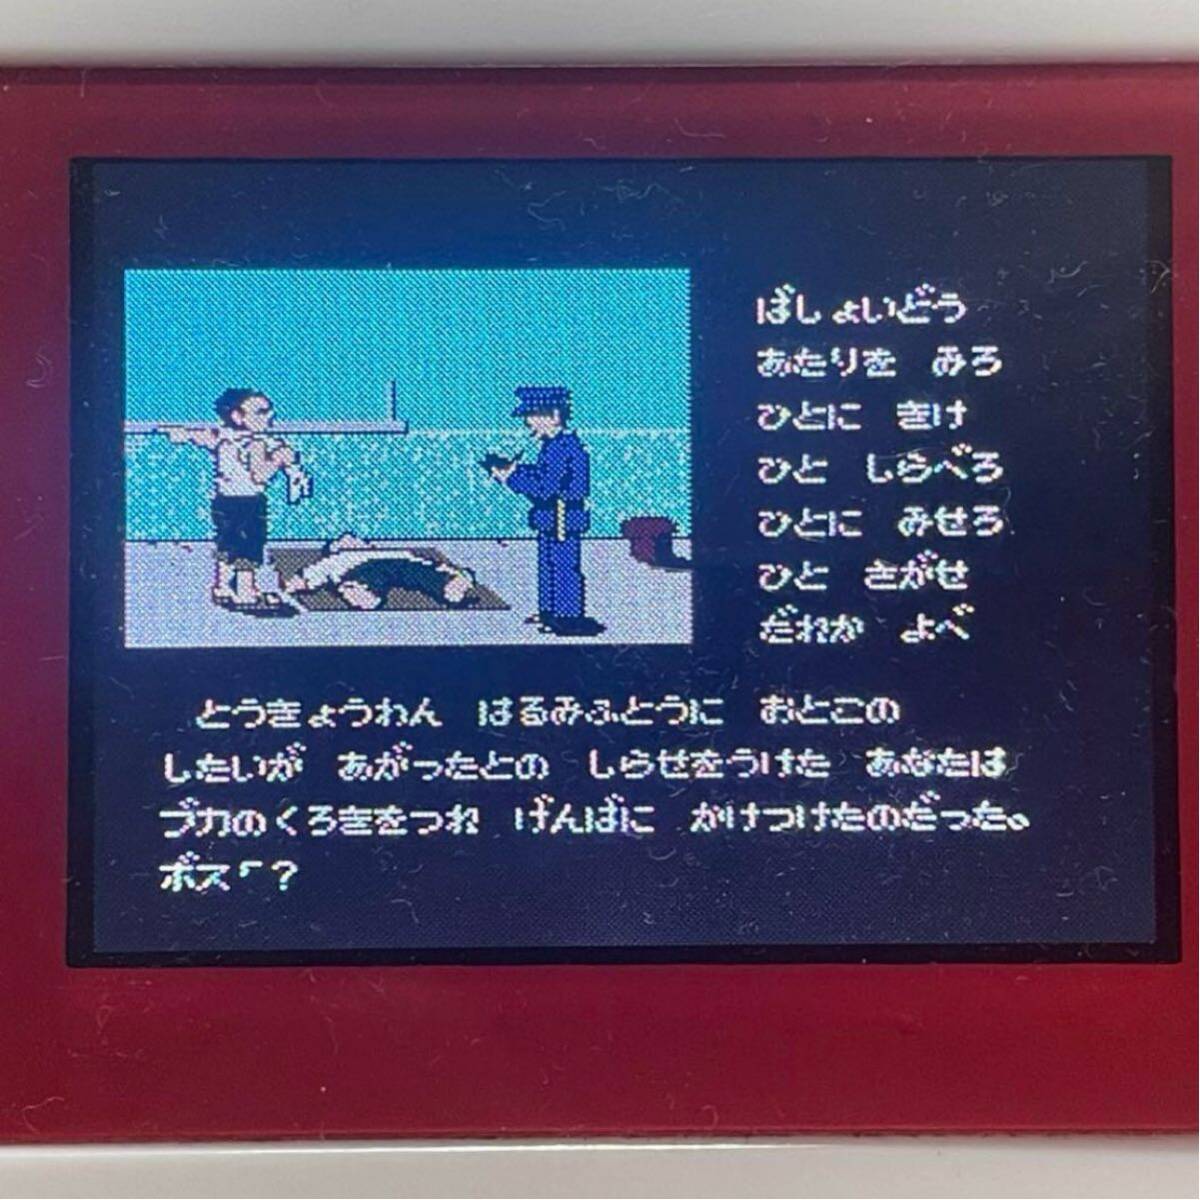 ばしょいどう
あたりを みろ
ひとに きけ
ひと しらべろ
ひとに みせろ
ひと さがせ
だれか よべ
とうきょうわん はるみふとうに おとこの
したいが あがったとの しらせをうけた あなたは
ブカのくろきをつれ げんばに かけつけたのだった。
ボス「?